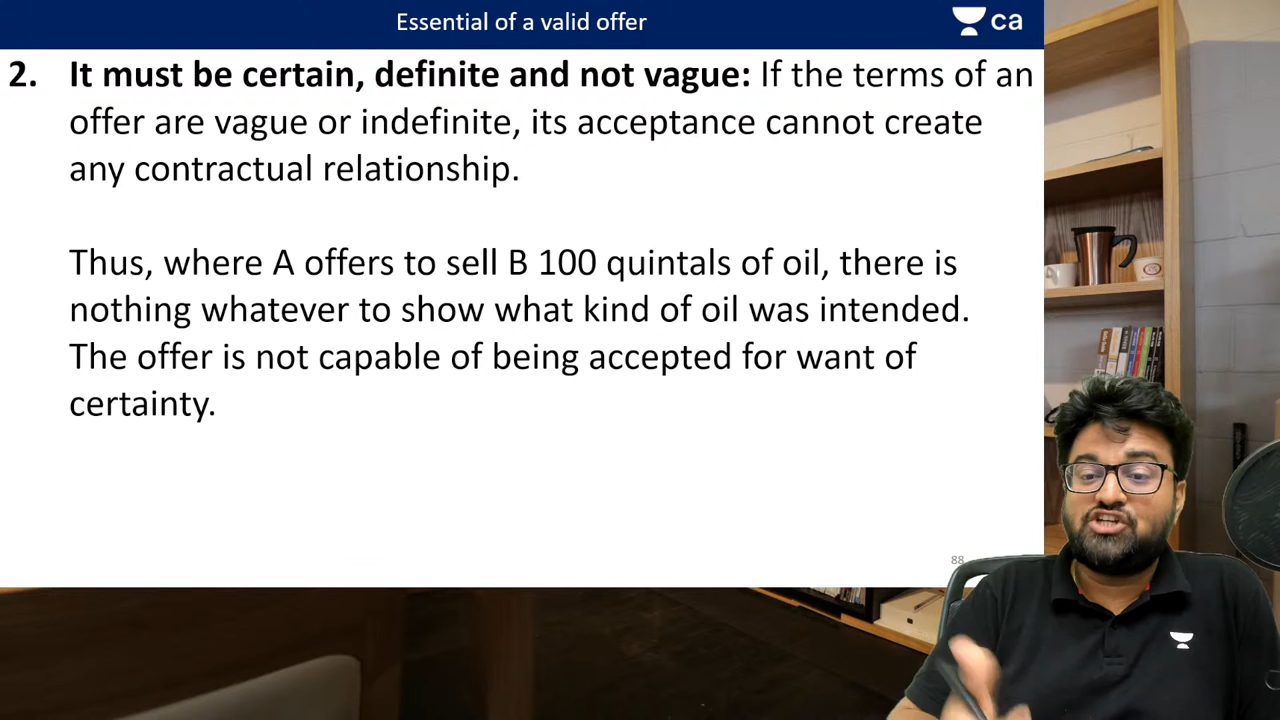 Essential of a valid offer
ca
2. It must be certain, definite and not vague: If the terms of an
offer are vague or indefinite, its acceptance cannot create
any contractual relationship.
Thus, where A offers to sell B 100 quintals of oil, there is
nothing whatever to show what kind of oil was intended.
The offer is not capable of being accepted for want of
certainty.
88